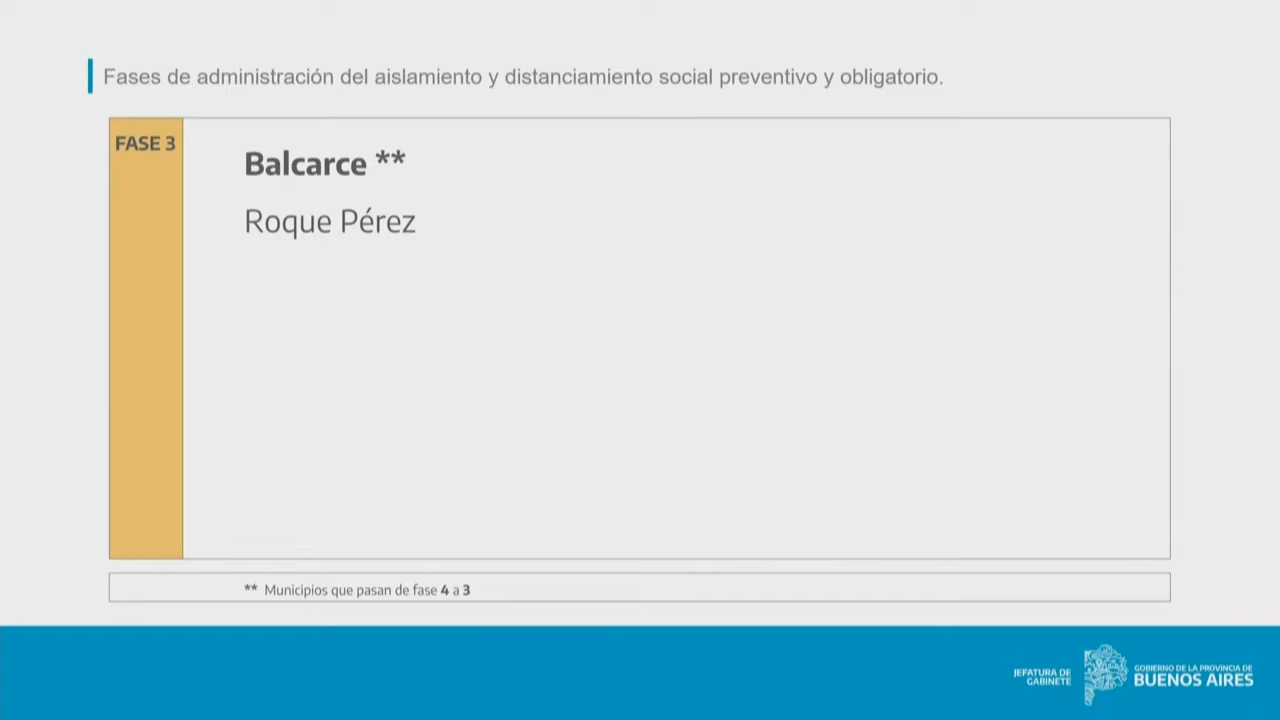 Fases de administración del aislamiento y distanciamiento social preventivo y obligatorio.
FASE 3
Balcarce **
Roque Pérez
** Municipios que pasan de fase 4 a 3
JEFATURA DE
GABINETE
GOBIERNO DE LA PROVINCIA DE
BUENOS AIRES